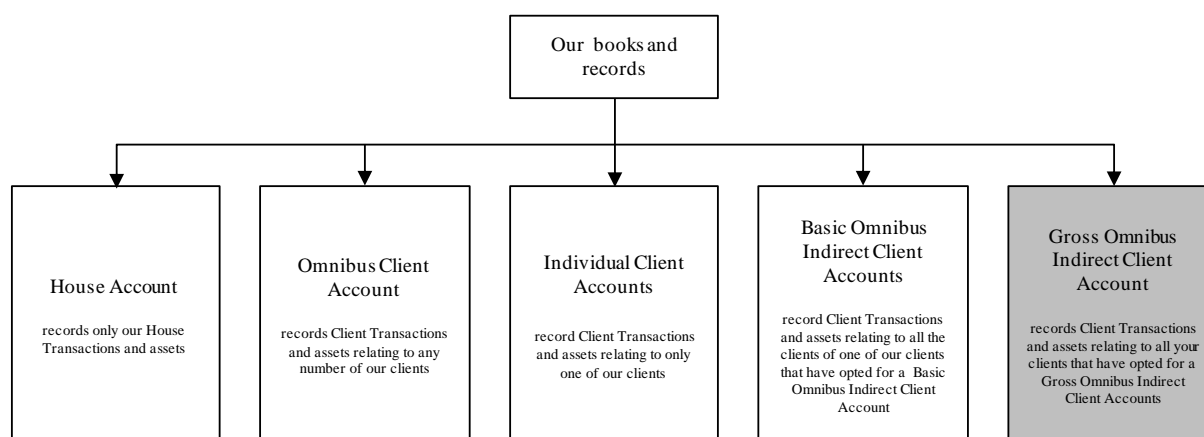 Our books and
records
House Account
records only our House
Transactions and assets
Omnibus Client
Account
records Client Transactions
and assets relating to any
number of our clients
Individual Client
Accounts
record Client Transactions
and assets relating to only
one of our clients
Basic Omnibus
Indirect Client
Accounts
record Client Transactions
and assets relating to all the
clients of one of our clients
that have opted for a Basic
Omnibus Indirect Client
Account
Gross Omnibus
Indirect Client
Account
records Client Transactions
and assets relating to all your
clients that have opted for a
Gross Omnibus Indirect
Client Accounts